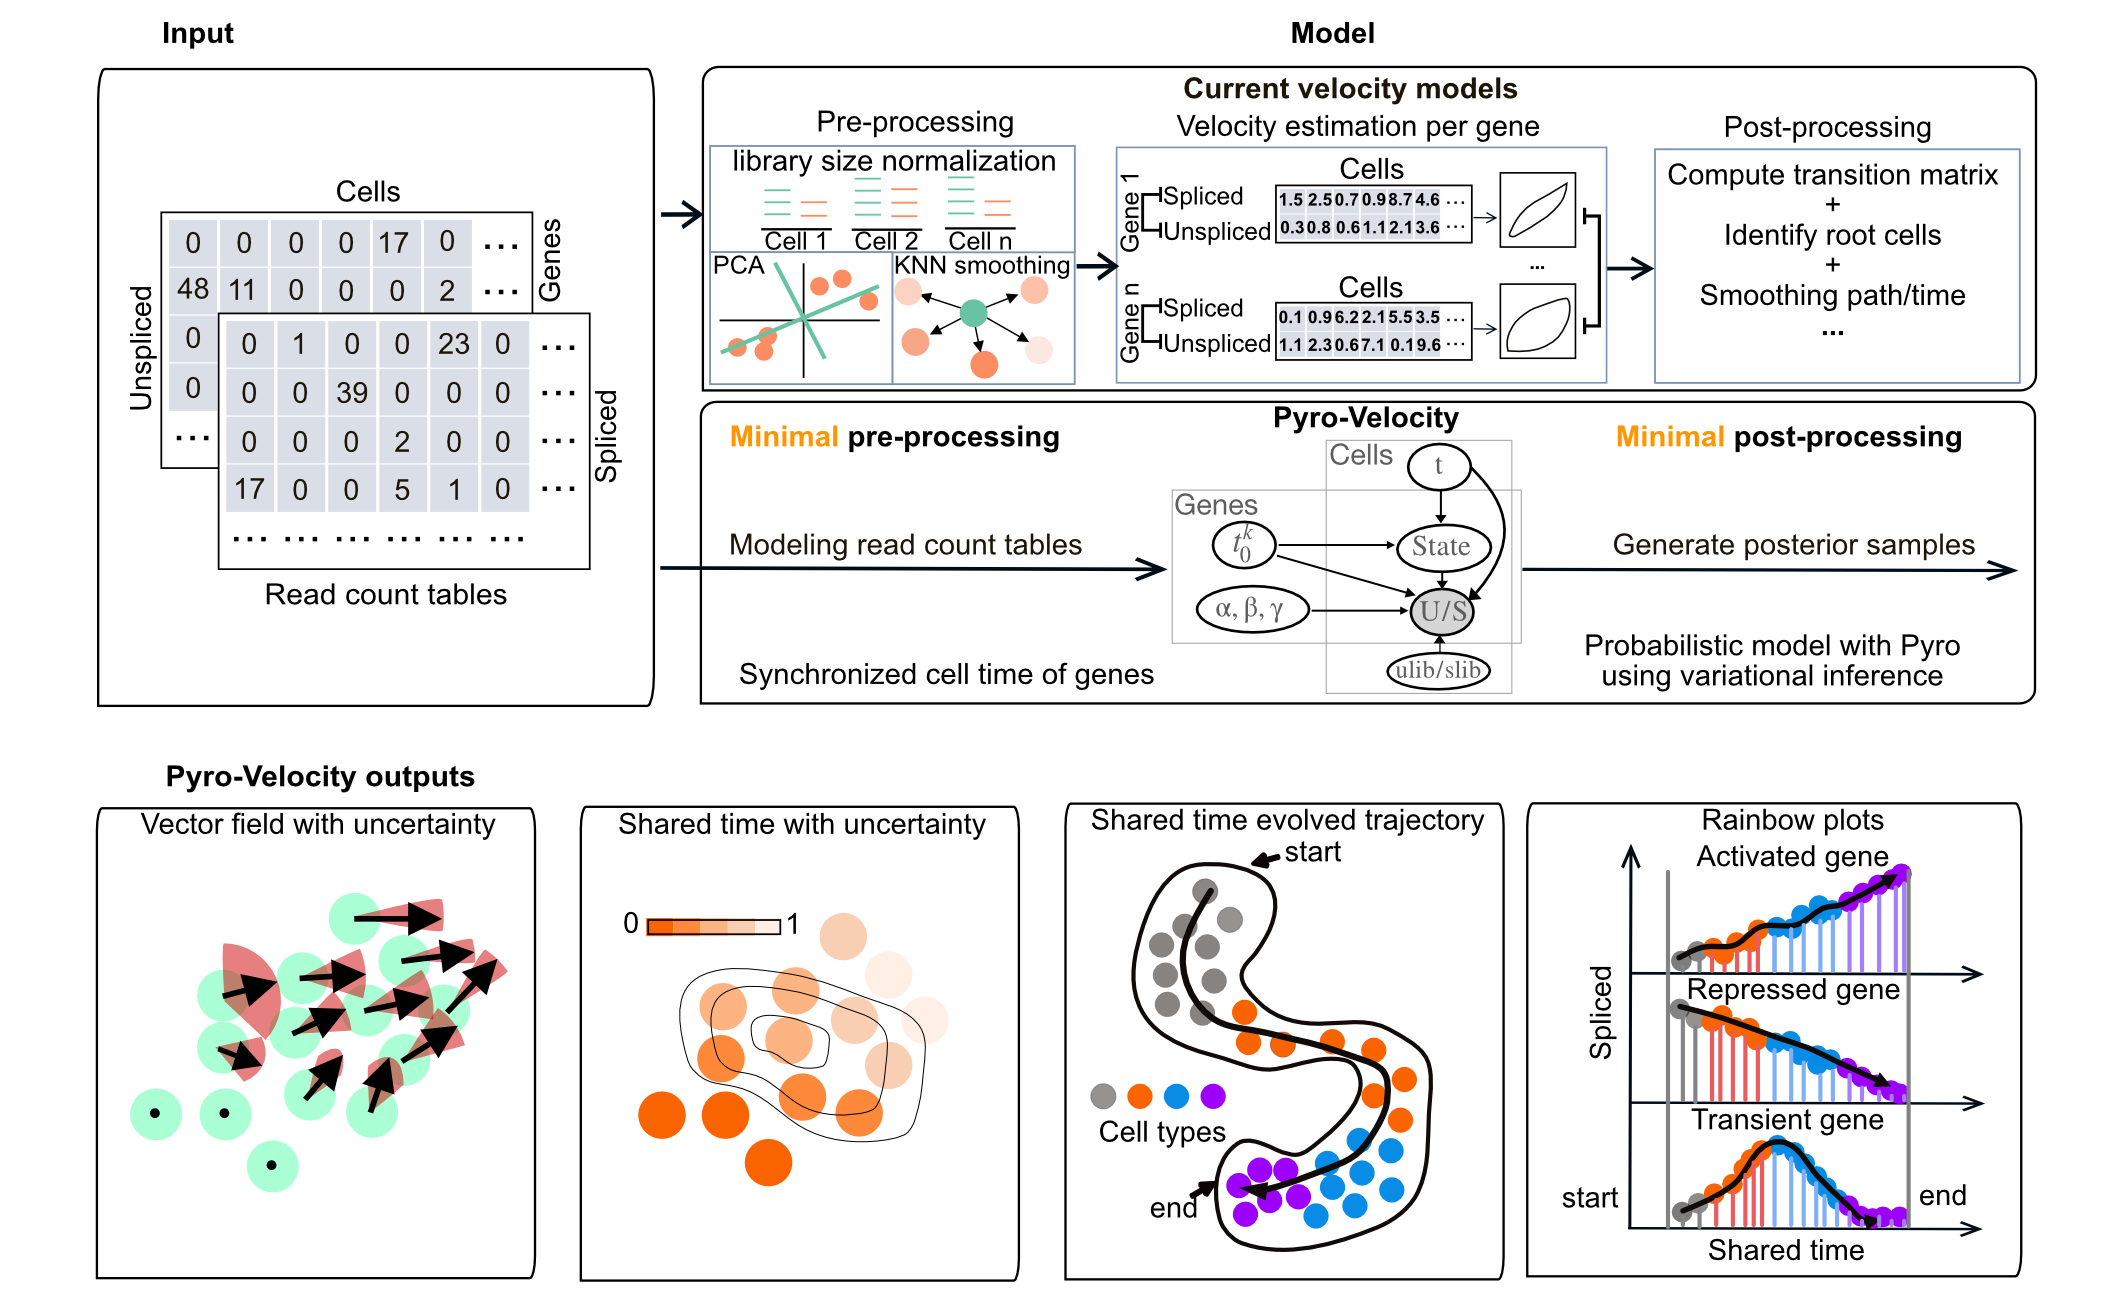 Input
Model
Cells
Genes
Unspliced
0 0 0 0 17 0 ...
48 11 0 0 0 2 ...
0
0
...
0 1 0 0 23 0 ...
0 0 39 0 0 0 ...
0 0 0 2 0 0 ...
17 0 0 5 1 0 ...
... ... ... ... ... ...
Spliced
Read count tables
Current velocity models
Pre-processing
library size normalization
Cell 1 Cell 2 Cell n
PCA
KNN smoothing
Velocity estimation per gene
Cells
Gene 1
Spliced
1.5 2.5 0.7 0.9 8.7 4.6 ...
Unspliced
0.3 0.8 0.6 1.1 2.1 3.6 ...
...
Cells
Gene n
Spliced
0.1 0.9 6.2 2.1 5.5 3.5 ...
Unspliced
1.1 2.3 0.6 7.1 0.1 9.6 ...
Post-processing
Compute transition matrix
+
Identify root cells
+
Smoothing path/time
...
Pyro-Velocity
Minimal pre-processing
Modeling read count tables
Synchronized cell time of genes
Cells
t
Genes
t₀ᵏ
State
α, β, γ
U/S
ulib/slib
Minimal post-processing
Generate posterior samples
Probabilistic model with Pyro
using variational inference
Pyro-Velocity outputs
Vector field with uncertainty
Shared time with uncertainty
0 1
Shared time evolved trajectory
start
Cell types
end
Rainbow plots
Activated gene
Repressed gene
Transient gene
Spliced
start
end
Shared time